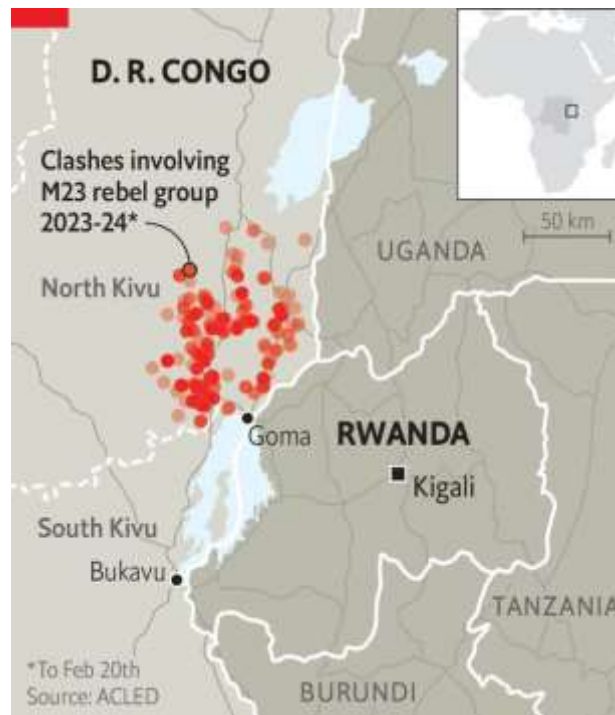 D. R. CONGO
Clashes involving
M23 rebel group
2023-24*
50 km
UGANDA
North Kivu
Goma
RWANDA
Kigali
South Kivu
Bukavu
TANZANIA
*To Feb 20th
Source: ACLED
BURUNDI